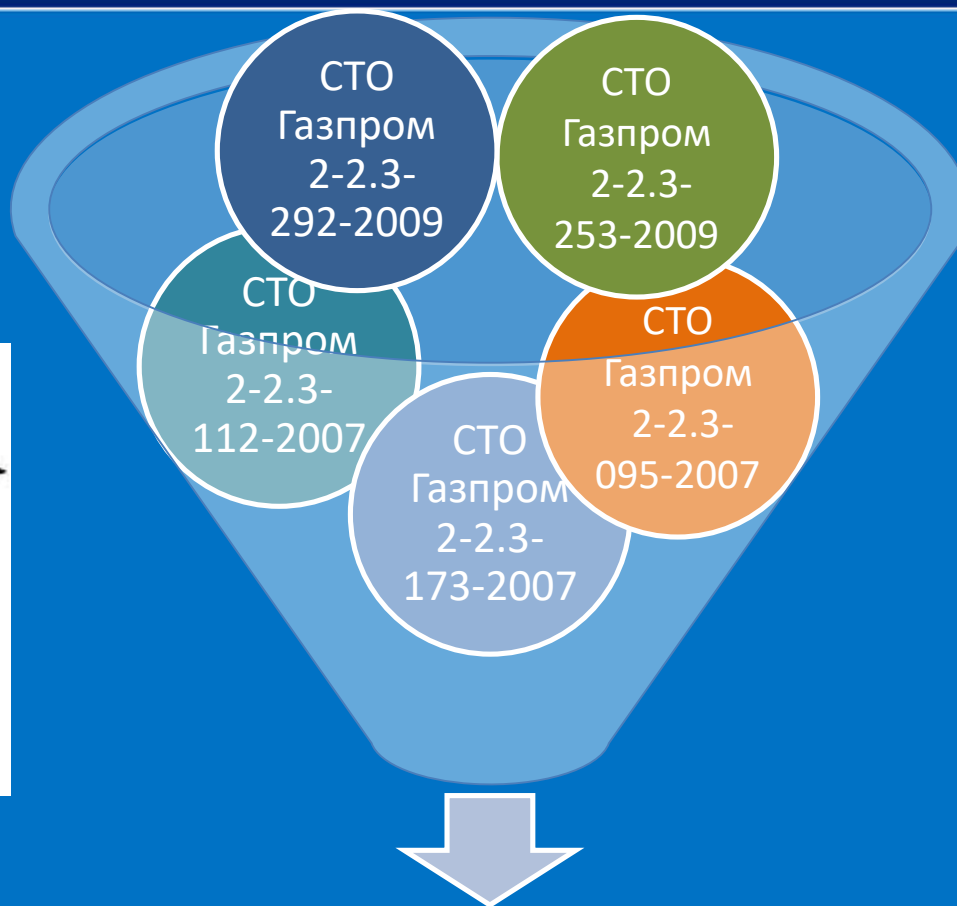 СТО
Газпром
2-2.3-
292-2009
СТО
Газпром
2-2.3-
253-2009
СТО
Газпром
2-2.3-
112-2007
СТО
Газпром
2-2.3-
095-2007
СТО
Газпром
2-2.3-
173-2007